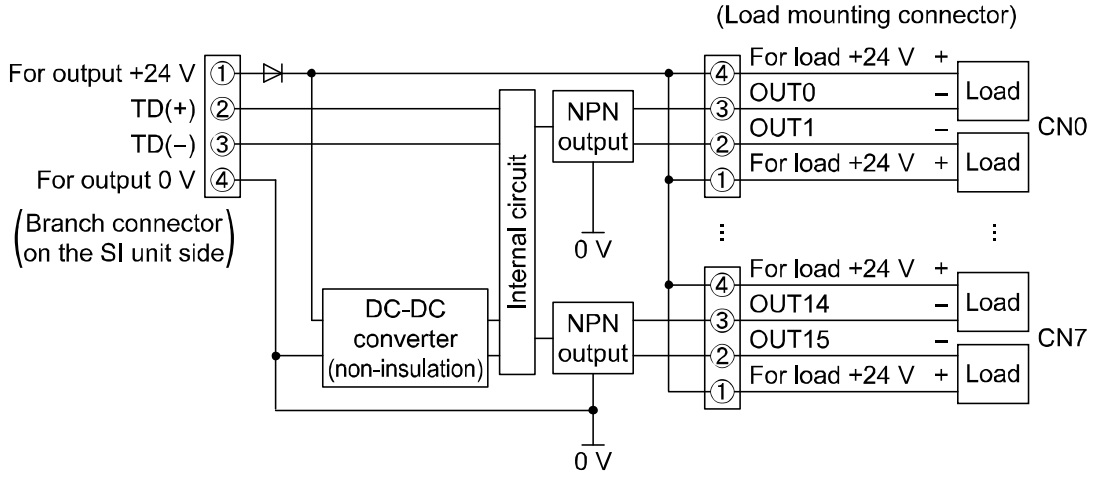 (Load mounting connector)
For output +24 V ①
TD(+) ②
TD(−) ③
For output 0 V ④
(Branch connector
on the SI unit side)
DC-DC
converter
(non-insulation)
Internal circuit
NPN
output
0 V
NPN
output
0 V
④ For load +24 V +
③ OUT0 −
② OUT1 −
① For load +24 V +
Load
Load
CN0
⋮
⋮
④ For load +24 V +
③ OUT14 −
② OUT15 −
① For load +24 V +
Load
Load
CN7